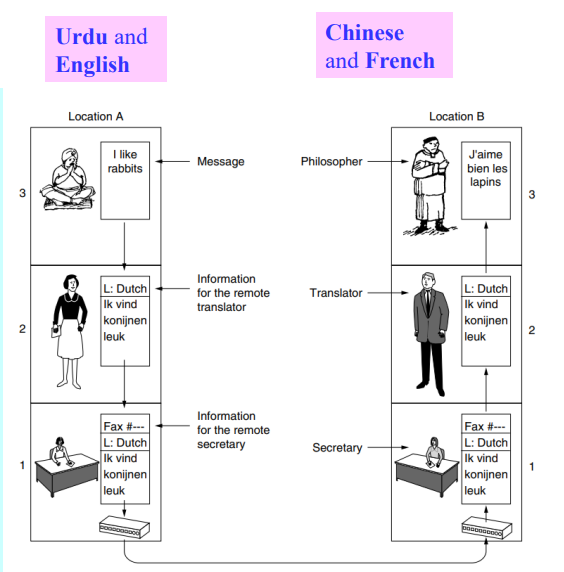 Urdu and
English
Chinese
and French
Location A
Location B
I like
rabbits
Message
Philosopher
J'aime
bien les
lapins
3
3
L: Dutch
Ik vind
konijnen
leuk
Information
for the remote
translator
Translator
L: Dutch
Ik vind
konijnen
leuk
2
2
Fax #---
L: Dutch
Ik vind
konijnen
leuk
Information
for the remote
secretary
Secretary
Fax #---
L: Dutch
Ik vind
konijnen
leuk
1
1